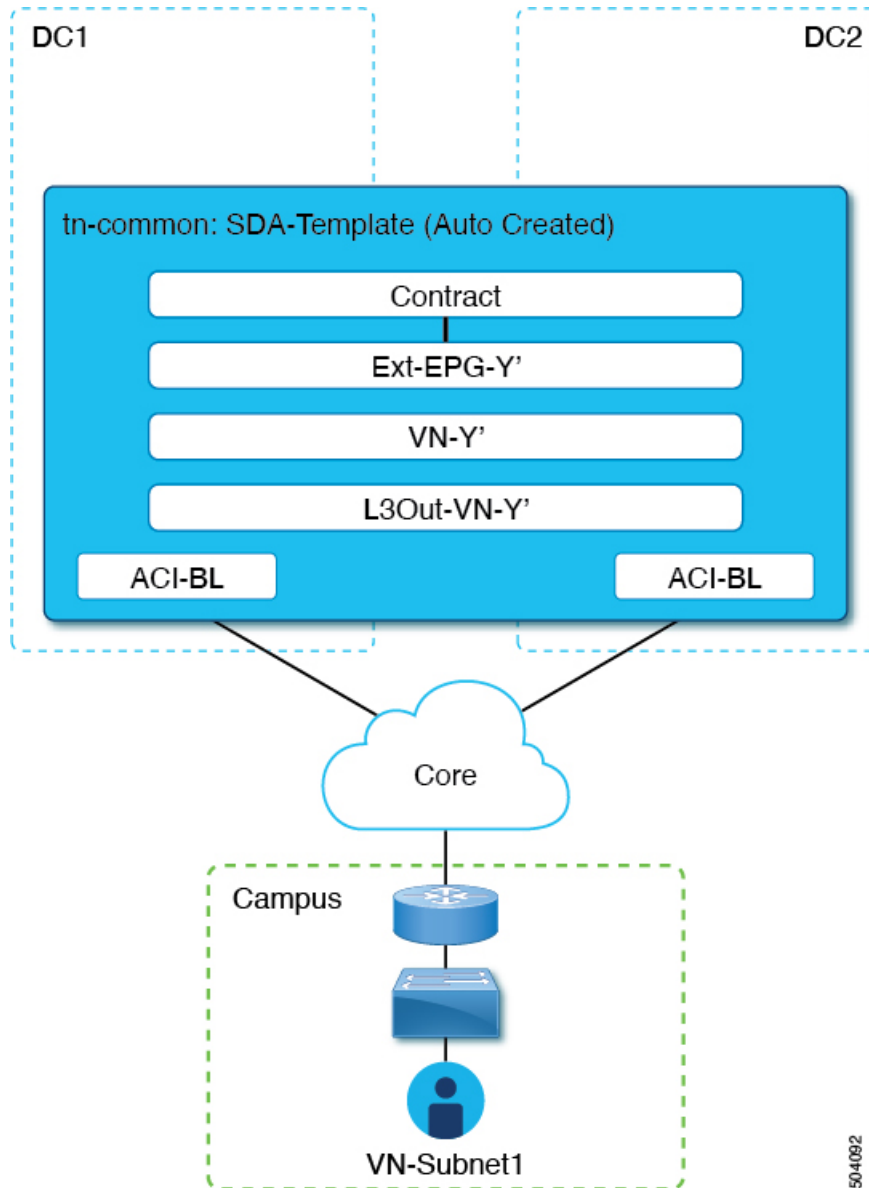 DC1
DC2
tn-common: SDA-Template (Auto Created)
Contract
Ext-EPG-Y’
VN-Y’
L3Out-VN-Y’
ACI-BL
ACI-BL
Core
Campus
VN-Subnet1
504092